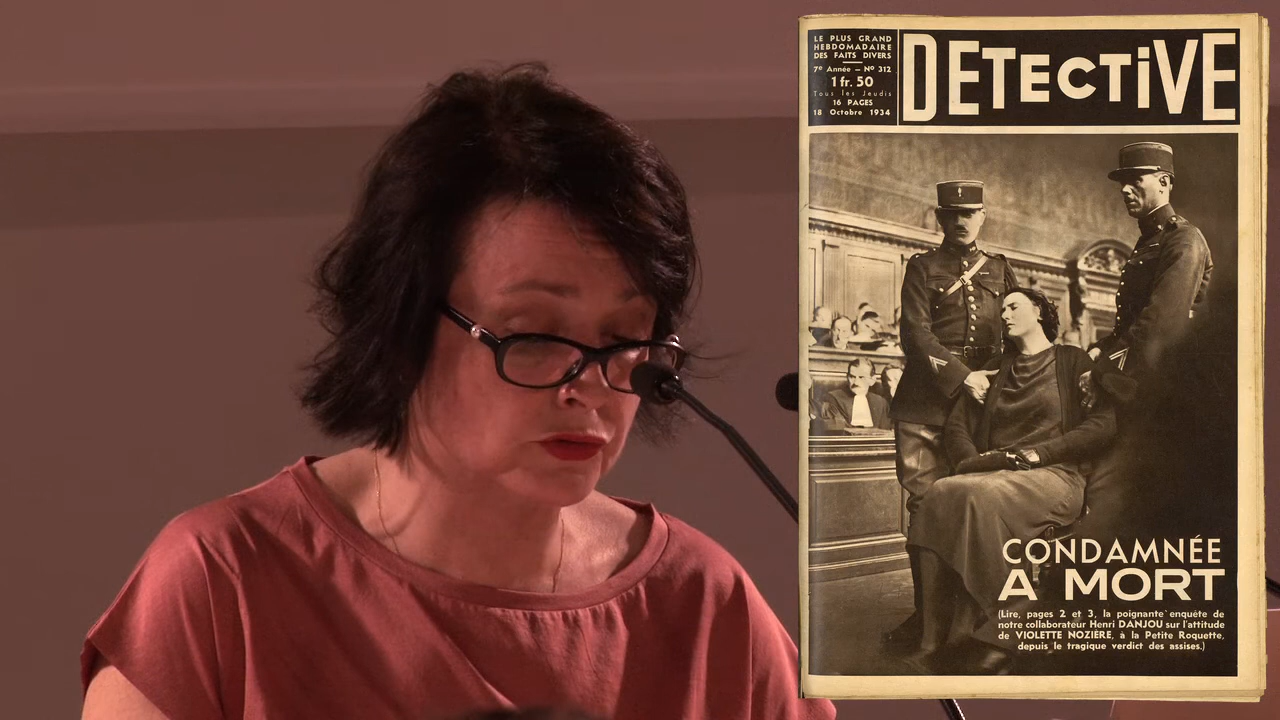 LE PLUS GRAND
HEBDOMADAIRE
DES FAITS DIVERS
7e Année – No 312
1 fr. 50
Tous les Jeudis
16 PAGES
18 Octobre 1934
DETECTIVE
CONDAMNÉE
A MORT
(Lire, pages 2 et 3, la poignante enquête de
notre collaborateur Henri DANJOU sur l'attitude
de VIOLETTE NOZIÈRE, à la Petite Roquette,
depuis le tragique verdict des assises.)